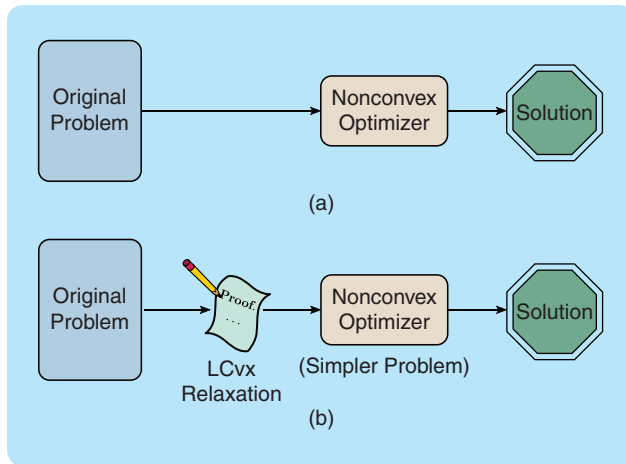 Original
Problem
Nonconvex
Optimizer
Solution
(a)
Original
Problem
Proof.
. . .
LCvx
Relaxation
Nonconvex
Optimizer
(Simpler Problem)
Solution
(b)